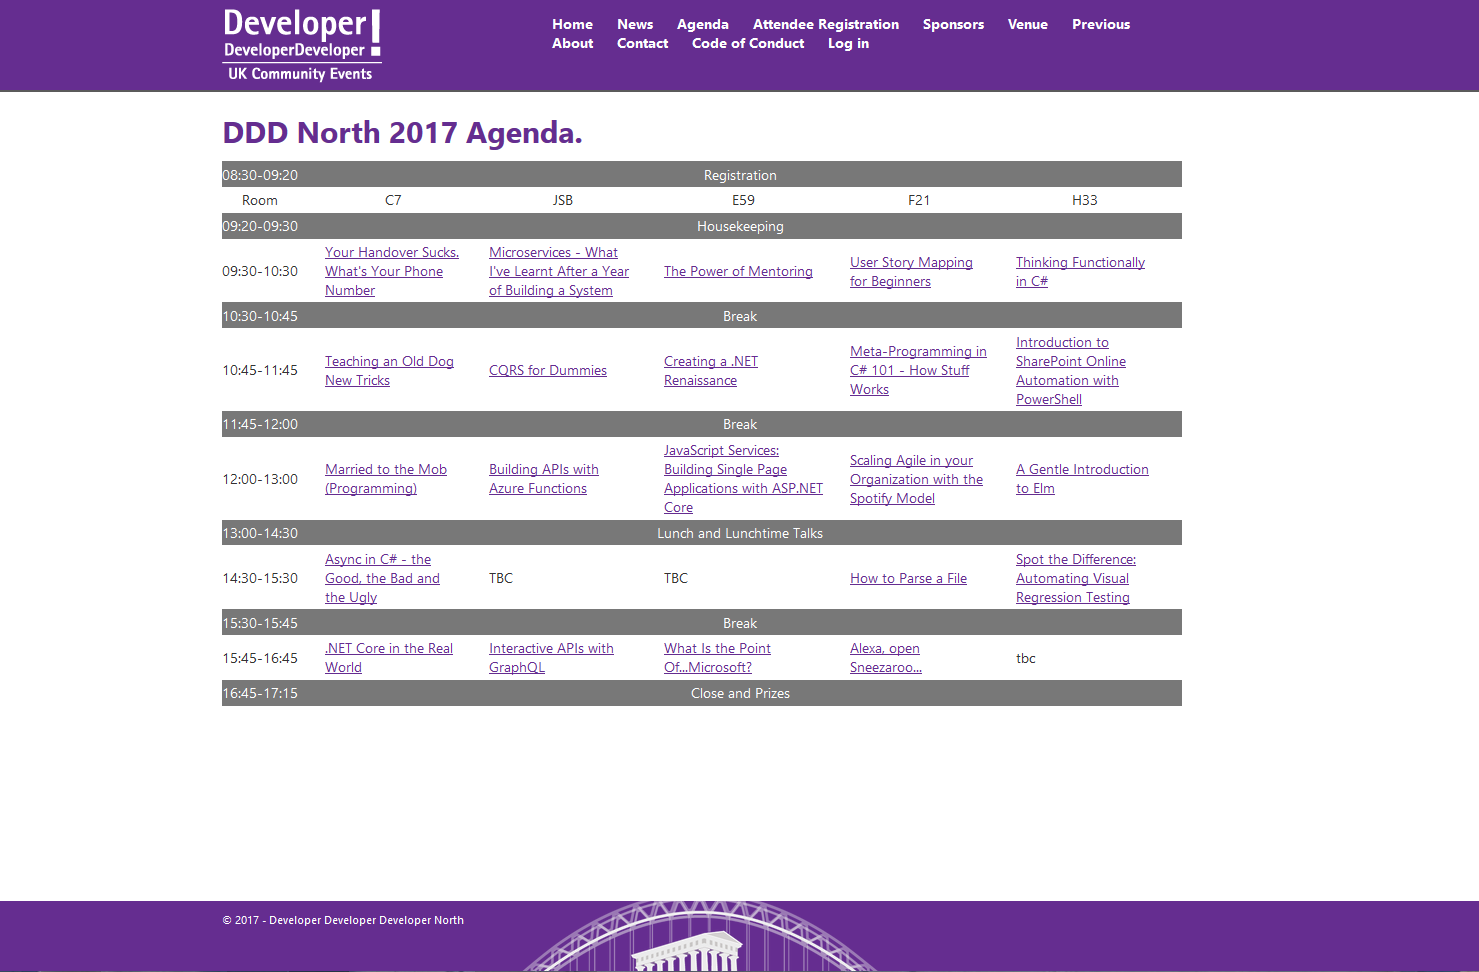 Developer!
DeveloperDeveloper
UK Community Events
Home News Agenda Attendee Registration Sponsors Venue Previous
About Contact Code of Conduct Log in
DDD North 2017 Agenda.
08:30-09:20 Registration
Room C7 JSB E59 F21 H33
09:20-09:30 Housekeeping
09:30-10:30
Your Handover Sucks.
What's Your Phone
Number
Microservices - What
I've Learnt After a Year
of Building a System
The Power of Mentoring
User Story Mapping
for Beginners
Thinking Functionally
in C#
10:30-10:45 Break
10:45-11:45
Teaching an Old Dog
New Tricks
CQRS for Dummies
Creating a .NET
Renaissance
Meta-Programming in
C# 101 - How Stuff
Works
Introduction to
SharePoint Online
Automation with
PowerShell
11:45-12:00 Break
12:00-13:00
Married to the Mob
(Programming)
Building APIs with
Azure Functions
JavaScript Services:
Building Single Page
Applications with ASP.NET
Core
Scaling Agile in your
Organization with the
Spotify Model
A Gentle Introduction
to Elm
13:00-14:30 Lunch and Lunchtime Talks
14:30-15:30
Async in C# - the
Good, the Bad and
the Ugly
TBC
TBC
How to Parse a File
Spot the Difference:
Automating Visual
Regression Testing
15:30-15:45 Break
15:45-16:45
.NET Core in the Real
World
Interactive APIs with
GraphQL
What Is the Point
Of...Microsoft?
Alexa, open
Sneezaroo...
tbc
16:45-17:15 Close and Prizes
© 2017 - Developer Developer Developer North